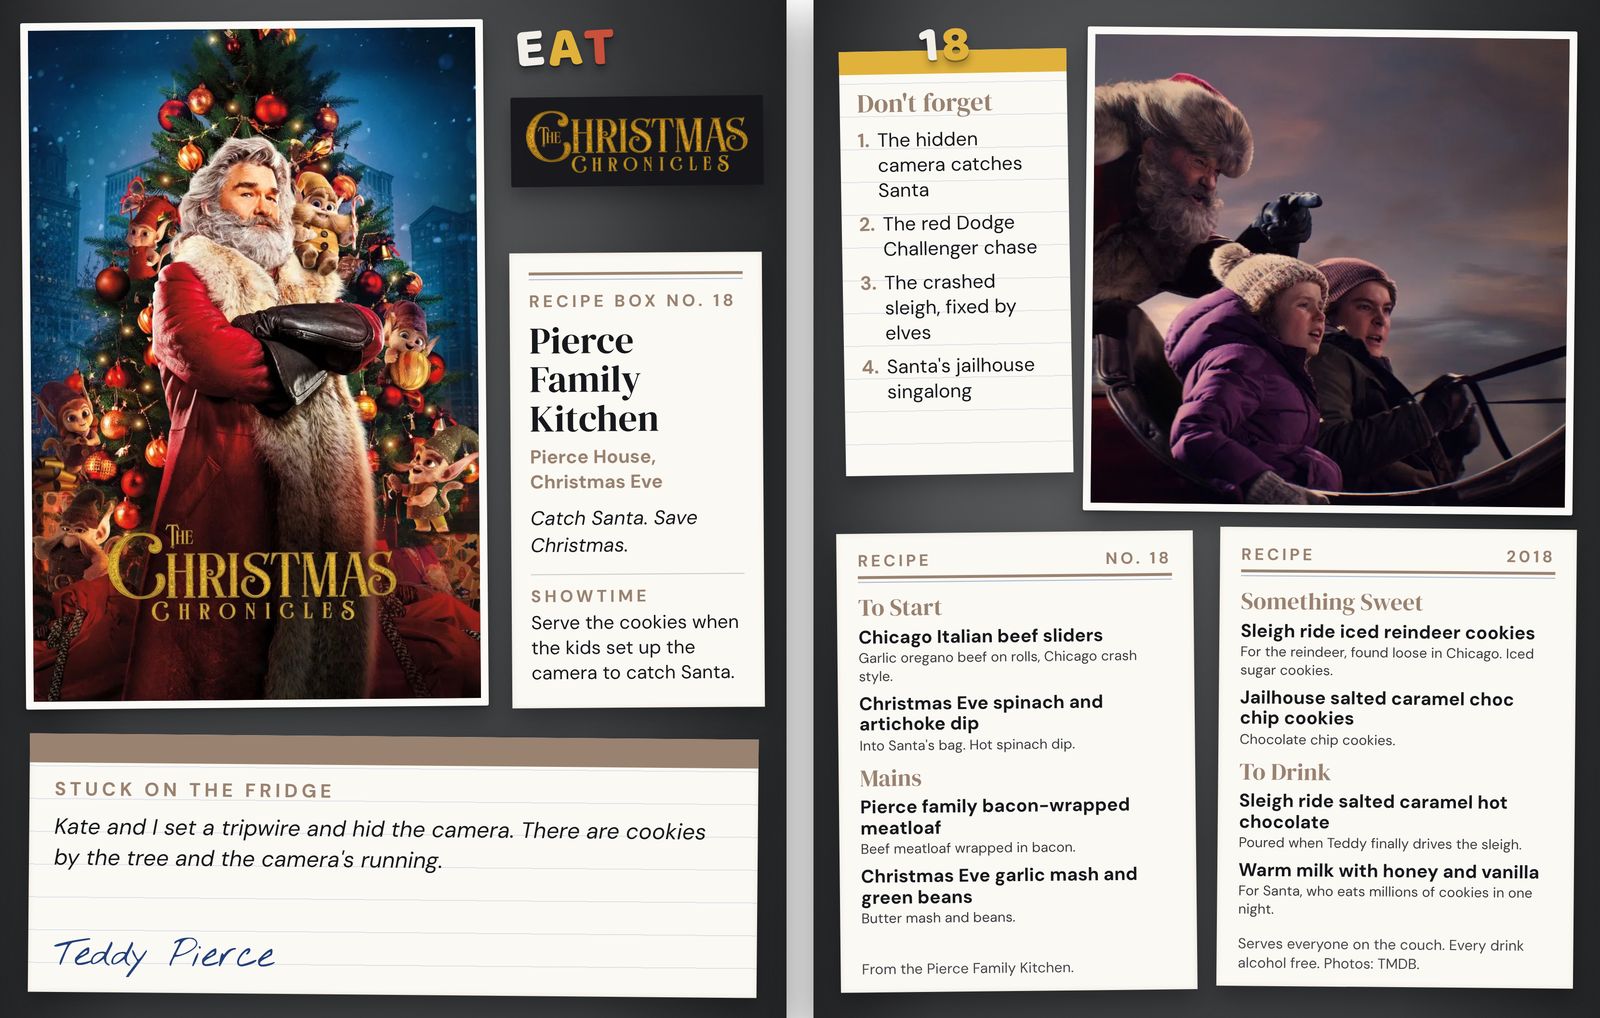 EAT
THE CHRISTMAS
CHRONICLES
THE
CHRISTMAS
CHRONICLES
RECIPE BOX NO. 18
Pierce
Family
Kitchen
Pierce House,
Christmas Eve
Catch Santa. Save
Christmas.
SHOWTIME
Serve the cookies when
the kids set up the
camera to catch Santa.
STUCK ON THE FRIDGE
Kate and I set a tripwire and hid the camera. There are cookies
by the tree and the camera's running.
Teddy Pierce
18
Don't forget
1. The hidden
camera catches
Santa
2. The red Dodge
Challenger chase
3. The crashed
sleigh, fixed by
elves
4. Santa's jailhouse
singalong
RECIPE NO. 18
To Start
Chicago Italian beef sliders
Garlic oregano beef on rolls, Chicago crash
style.
Christmas Eve spinach and
artichoke dip
Into Santa's bag. Hot spinach dip.
Mains
Pierce family bacon-wrapped
meatloaf
Beef meatloaf wrapped in bacon.
Christmas Eve garlic mash and
green beans
Butter mash and beans.
From the Pierce Family Kitchen.
RECIPE 2018
Something Sweet
Sleigh ride iced reindeer cookies
For the reindeer, found loose in Chicago. Iced
sugar cookies.
Jailhouse salted caramel choc
chip cookies
Chocolate chip cookies.
To Drink
Sleigh ride salted caramel hot
chocolate
Poured when Teddy finally drives the sleigh.
Warm milk with honey and vanilla
For Santa, who eats millions of cookies in one
night.
Serves everyone on the couch. Every drink
alcohol free. Photos: TMDB.